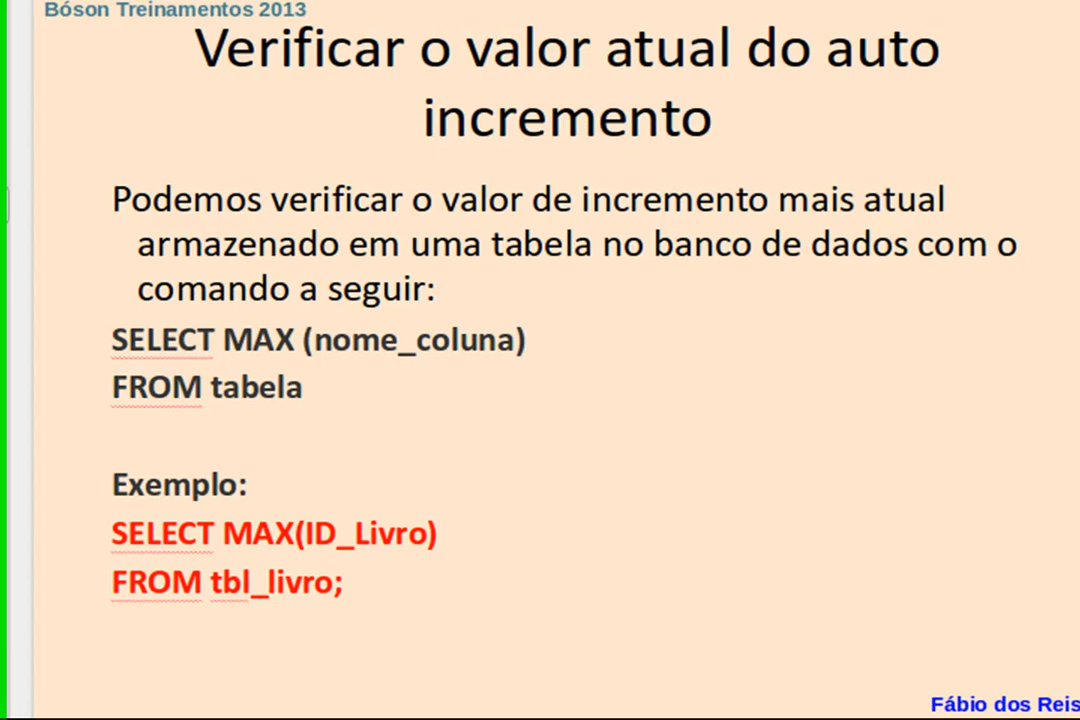 Bóson Treinamentos 2013
Verificar o valor atual do auto
incremento
Podemos verificar o valor de incremento mais atual
armazenado em uma tabela no banco de dados com o
comando a seguir:
SELECT MAX (nome_coluna)
FROM tabela
Exemplo:
SELECT MAX(ID_Livro)
FROM tbl_livro;
Fábio dos Reis